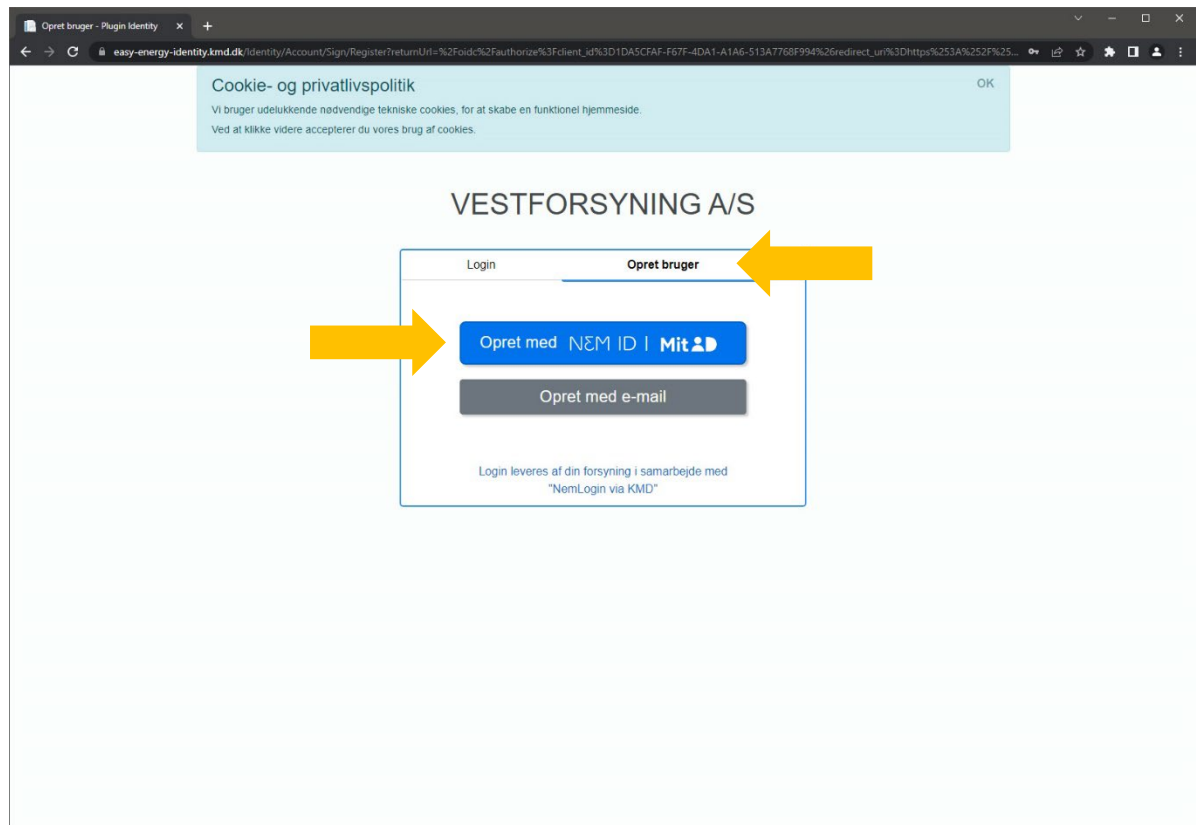 Opret bruger - Plugin Identity
easy-energy-identity.kmd.dk/Identity/Account/Sign/Register?returnUrl=%2Foidc%2Fauthorize%3Fclient_id%3D1DA5CFAF-F67F-4DA1-A1A6-513A7768F994%26redirect_uri%3Dhttps%253A%252F%25...
Cookie- og privatlivspolitik
OK
Vi bruger udelukkende nødvendige tekniske cookies, for at skabe en funktionel hjemmeside.
Ved at klikke videre accepterer du vores brug af cookies.
VESTFORSYNING A/S
Login
Opret bruger
Opret med NEM ID | Mit ID
Opret med e-mail
Login leveres af din forsyning i samarbejde med
"NemLogin via KMD"